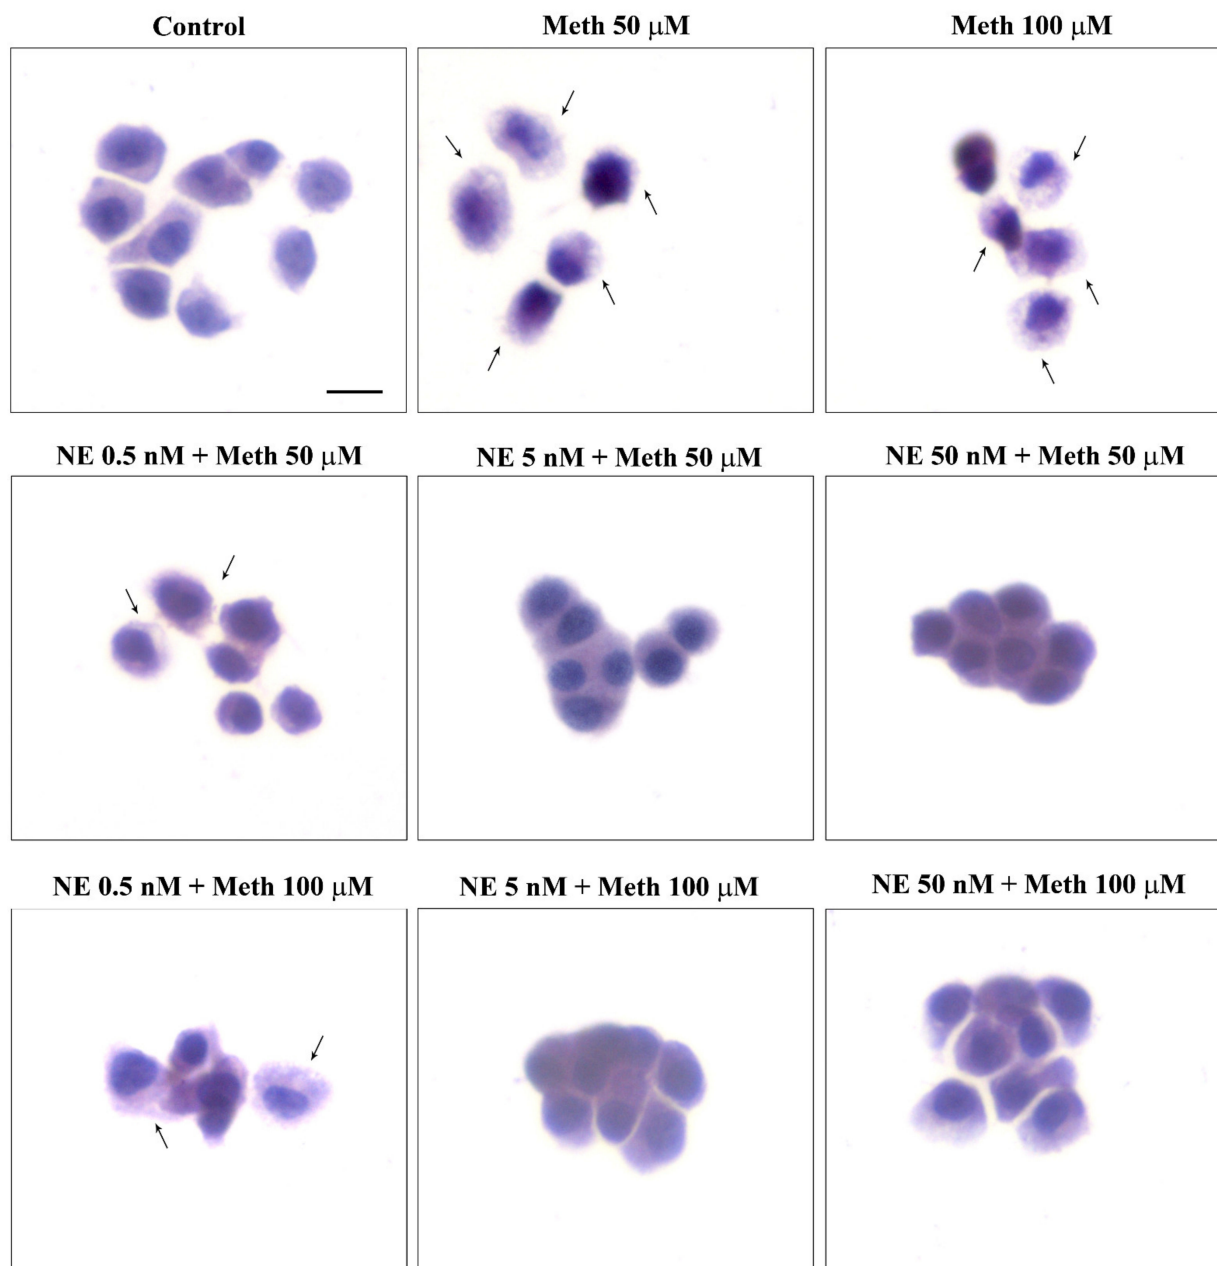 Control
Meth 50 μM
Meth 100 μM
NE 0.5 nM + Meth 50 μM
NE 5 nM + Meth 50 μM
NE 50 nM + Meth 50 μM
NE 0.5 nM + Meth 100 μM
NE 5 nM + Meth 100 μM
NE 50 nM + Meth 100 μM